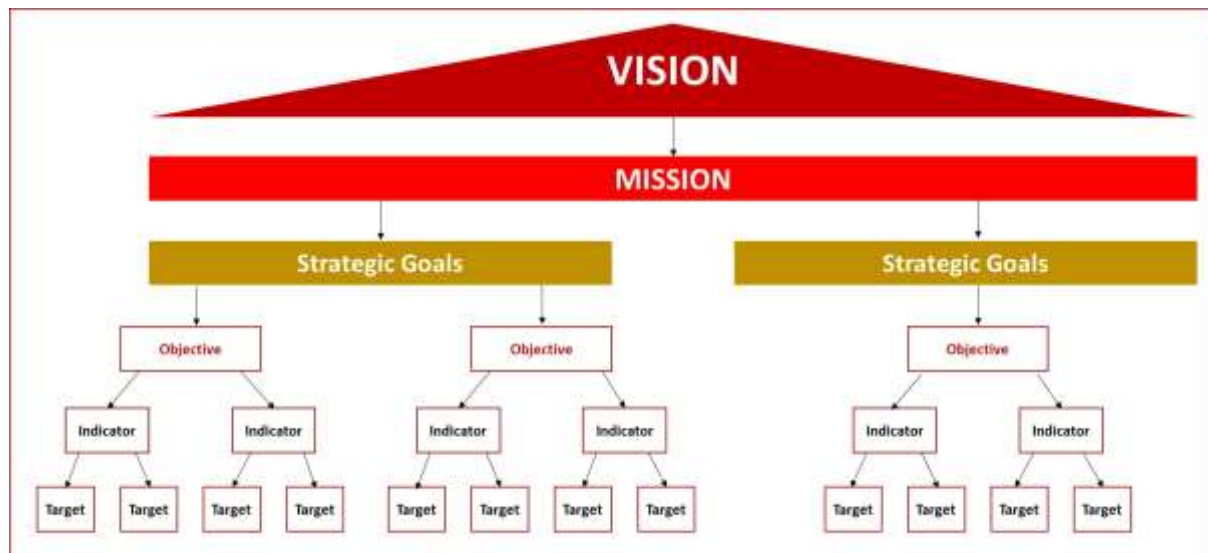 VISION
MISSION
Strategic Goals
Strategic Goals
Objective
Objective
Objective
Indicator
Indicator
Indicator
Indicator
Indicator
Indicator
Target
Target
Target
Target
Target
Target
Target
Target
Target
Target
Target
Target